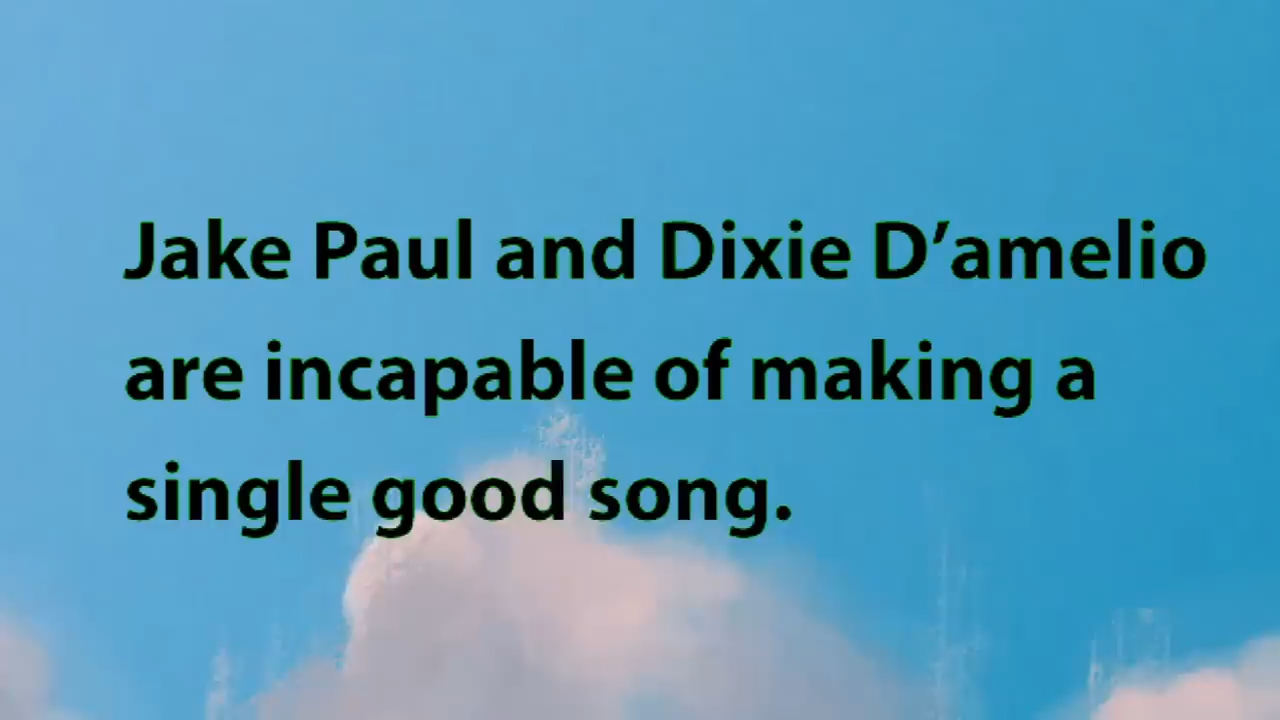 Jake Paul and Dixie D’amelio
are incapable of making a
single good song.